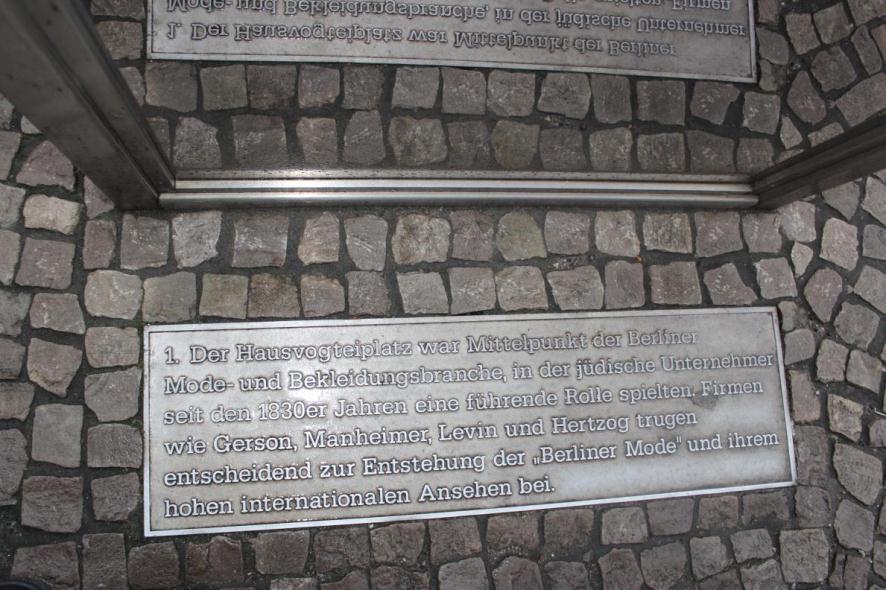 1. Der Hausvogteiplatz war Mittelpunkt der Berliner
Mode- und Bekleidungsbranche, in der jüdische Unternehmer
seit den 1830er Jahren eine führende Rolle spielten. Firmen
wie Gerson, Manheimer, Levin und Hertzog trugen
entscheidend zur Entstehung der „Berliner Mode" und ihrem
hohen internationalen Ansehen bei.